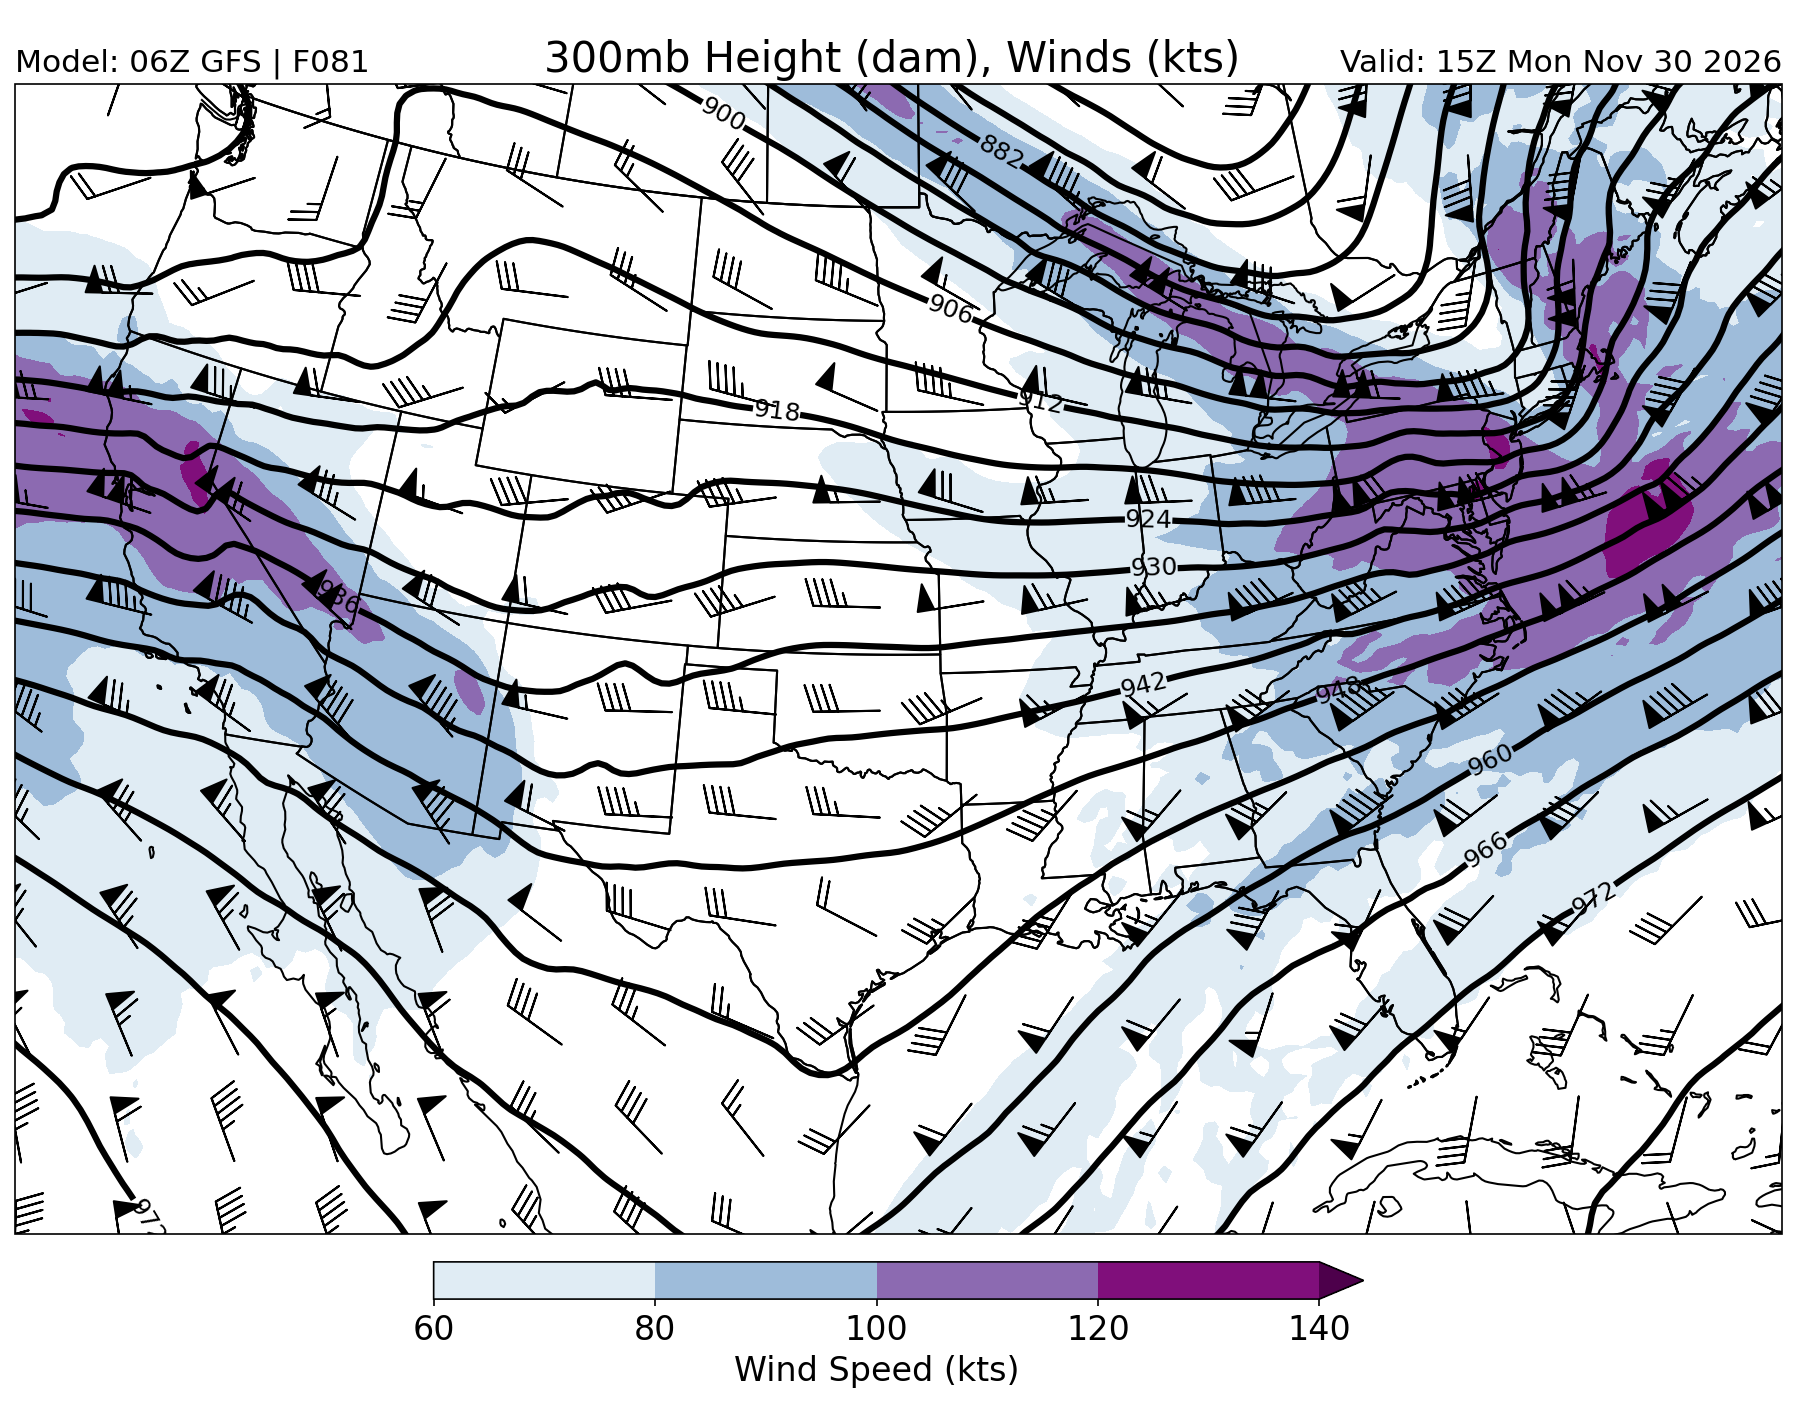 Model: 06Z GFS | F081
300mb Height (dam), Winds (kts)
Valid: 15Z Mon Nov 30 2026
900
882
906
912
918
924
930
936
942
948
960
966
972
972
60 80 100 120 140
Wind Speed (kts)